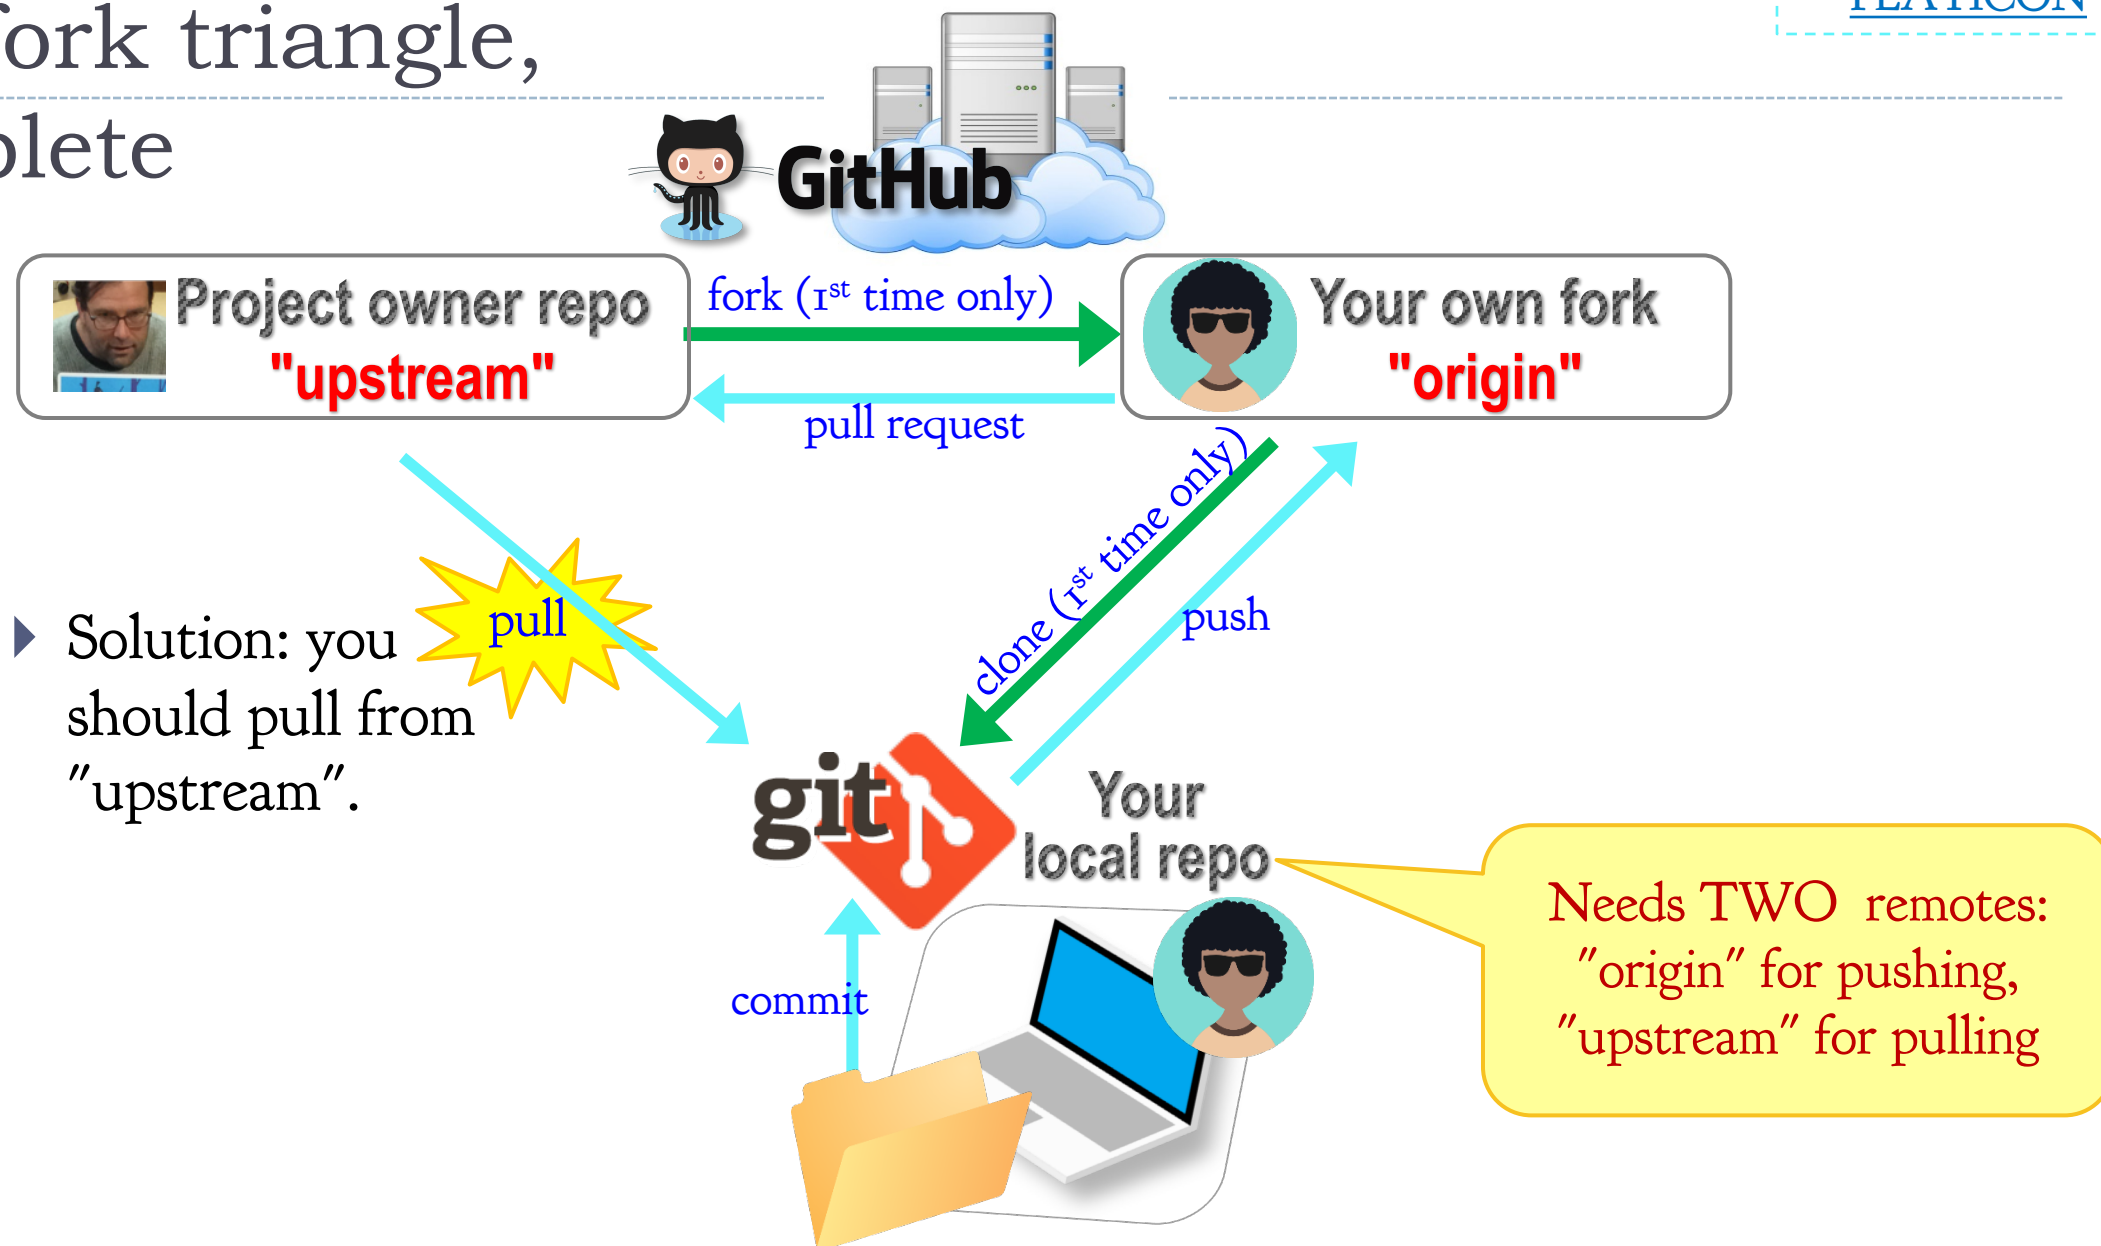 fork triangle,
plete
FLATICON
GitHub
Project owner repo
"upstream"
fork (1st time only)
Your own fork
"origin"
pull request
clone (1st time only)
push
pull
Solution: you
should pull from
"upstream".
git
Your
local repo
commit
Needs TWO remotes:
"origin" for pushing,
"upstream" for pulling